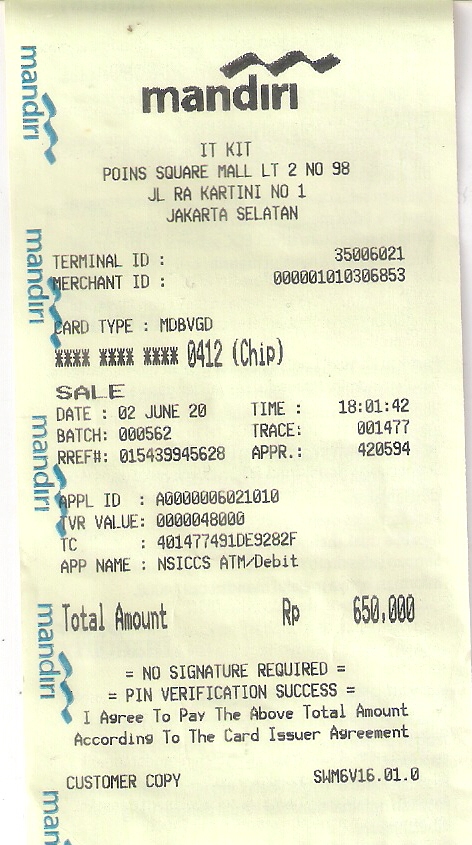 mandiri
IT KIT
POINS SQUARE MALL LT 2 NO 98
JL RA KARTINI NO 1
JAKARTA SELATAN
TERMINAL ID : 35006021
MERCHANT ID : 000001010306853
CARD TYPE : MDBVGD
**** **** **** 0412 (Chip)
SALE
DATE : 02 JUNE 20 TIME : 18:01:42
BATCH: 000562 TRACE: 001477
RREF#: 015439945628 APPR.: 420594
APPL ID : A0000006021010
TVR VALUE: 0000048000
TC : 401477491DE9282F
APP NAME : NSICCS ATM/Debit
Total Amount Rp 650.000
= NO SIGNATURE REQUIRED =
= PIN VERIFICATION SUCCESS =
I Agree To Pay The Above Total Amount
According To The Card Issuer Agreement
CUSTOMER COPY SWM6V16.01.0
mandiri
mandiri
mandiri
mandiri
man